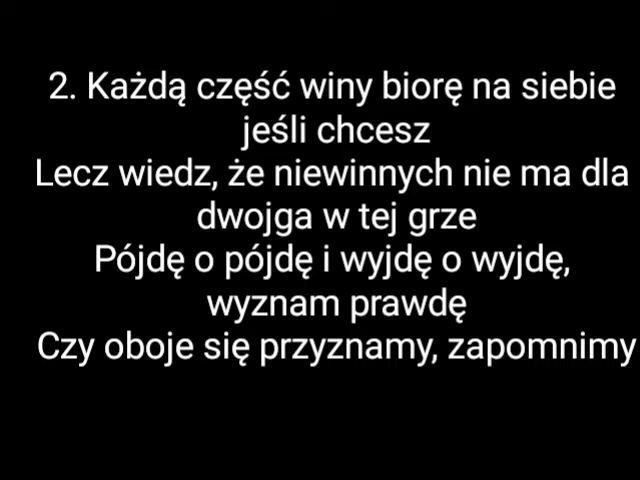 2. Każdą część winy biorę na siebie
jeśli chcesz
Lecz wiedz, że niewinnych nie ma dla
dwojga w tej grze
Pójdę o pójdę i wyjdę o wyjdę,
wyznam prawdę
Czy oboje się przyznamy, zapomnimy